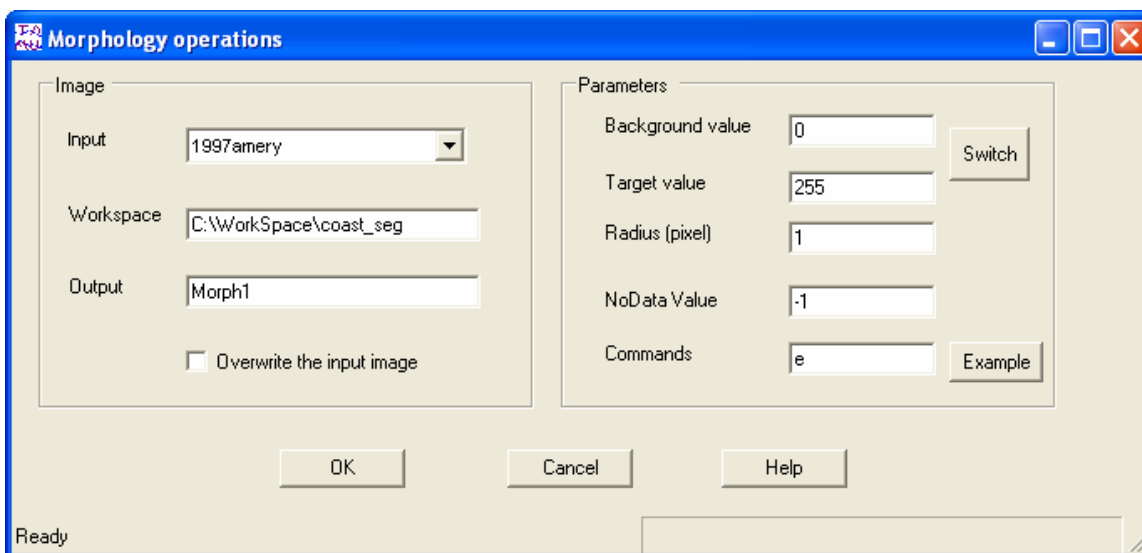 Morphology operations
Image
Input
1997amery
Workspace
C:\WorkSpace\coast_seg
Output
Morph1
Overwrite the input image
Parameters
Background value
0
Switch
Target value
255
Radius (pixel)
1
NoData Value
-1
Commands
e
Example
OK
Cancel
Help
Ready